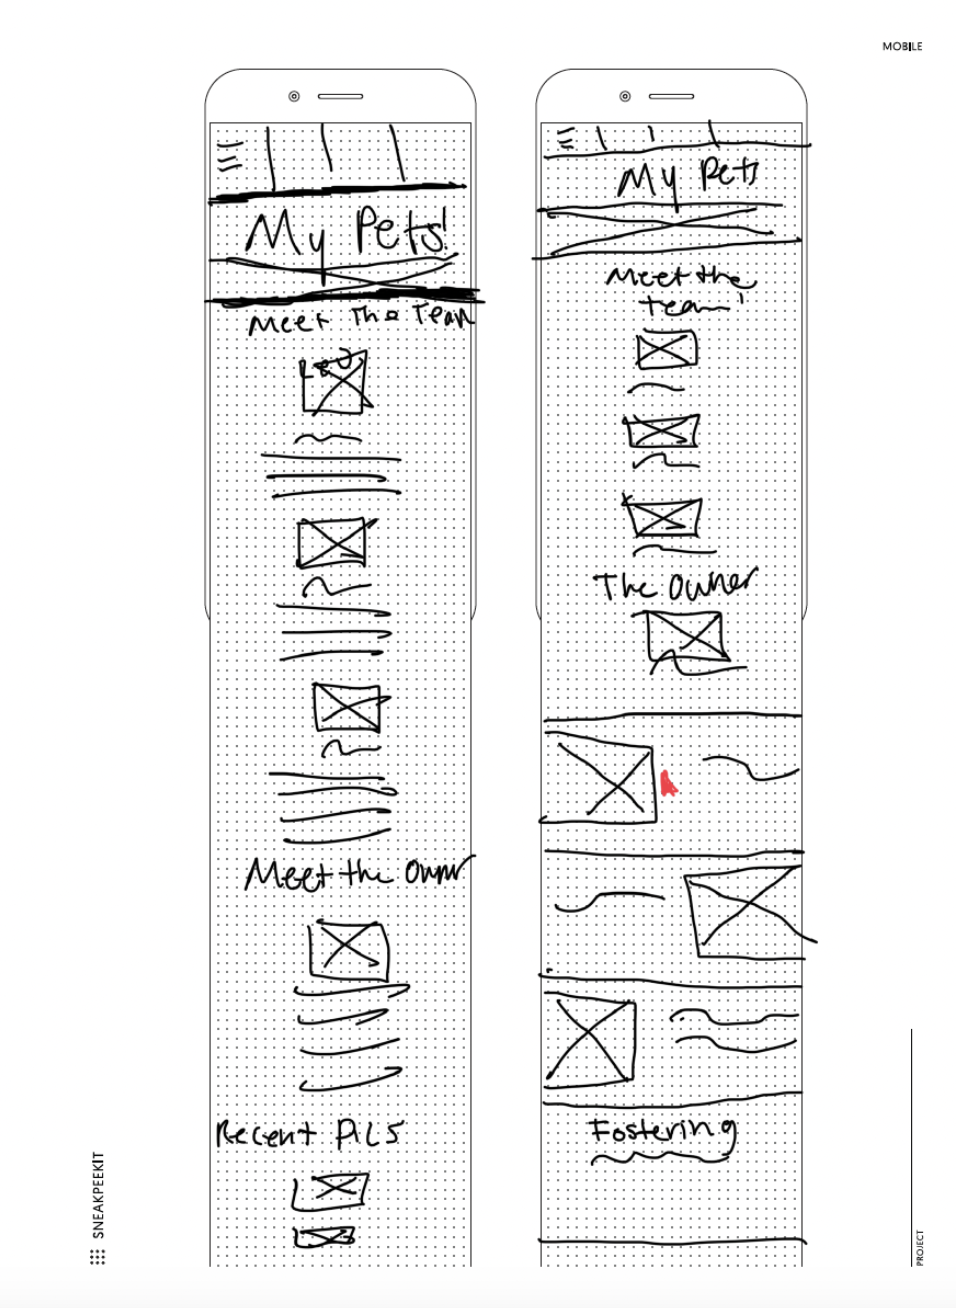 MOBILE
My Pets!
Meet The Team
Meet the Ownr
Recent Pics
My Pets
Meet the
team!
The Owner
Fostering
SNEAKPEEKIT
PROJECT